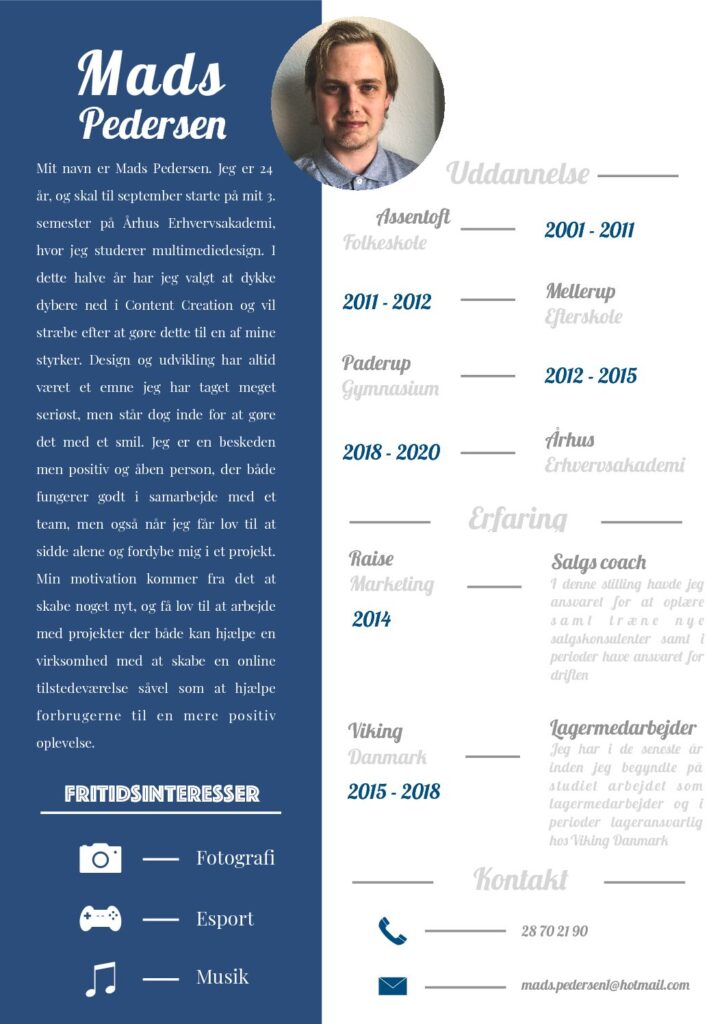 Mads
Pedersen
Mit navn er Mads Pedersen. Jeg er 24
år, og skal til september starte på mit 3.
semester på Århus Erhvervsakademi,
hvor jeg studerer multimediedesign. I
dette halve år har jeg valgt at dykke
dybere ned i Content Creation og vil
stræbe efter at gøre dette til en af mine
styrker. Design og udvikling har altid
været et emne jeg har taget meget
seriøst, men står dog inde for at gøre
det med et smil. Jeg er en beskeden
men positiv og åben person, der både
fungerer godt i samarbejde med et
team, men også når jeg får lov til at
sidde alene og fordybe mig i et projekt.
Min motivation kommer fra det at
skabe noget nyt, og få lov til at arbejde
med projekter der både kan hjælpe en
virksomhed med at skabe en online
tilstedeværelse såvel som at hjælpe
forbrugerne til en mere positiv
oplevelse.
FRITIDSINTERESSER
Fotografi
Esport
Musik
Uddannelse
Assentoft
Folkeskole
2001 - 2011
2011 - 2012
Mellerup
Efterskole
Paderup
Gymnasium
2012 - 2015
2018 - 2020
Århus
Erhvervsakademi
Erfaring
Raise
Marketing
2014
Salgs coach
I denne stilling havde jeg
ansvaret for at oplære
samt træne nye
salgskonsulenter samt i
perioder have ansvaret for
driften
Viking
Danmark
2015 - 2018
Lagermedarbejder
Jeg har i de seneste år
inden jeg begyndte på
studiet arbejdet som
lagermedarbejder og i
perioder lageransvarlig
hos Viking Danmark
Kontakt
28 70 21 90
mads.pedersen1@hotmail.com